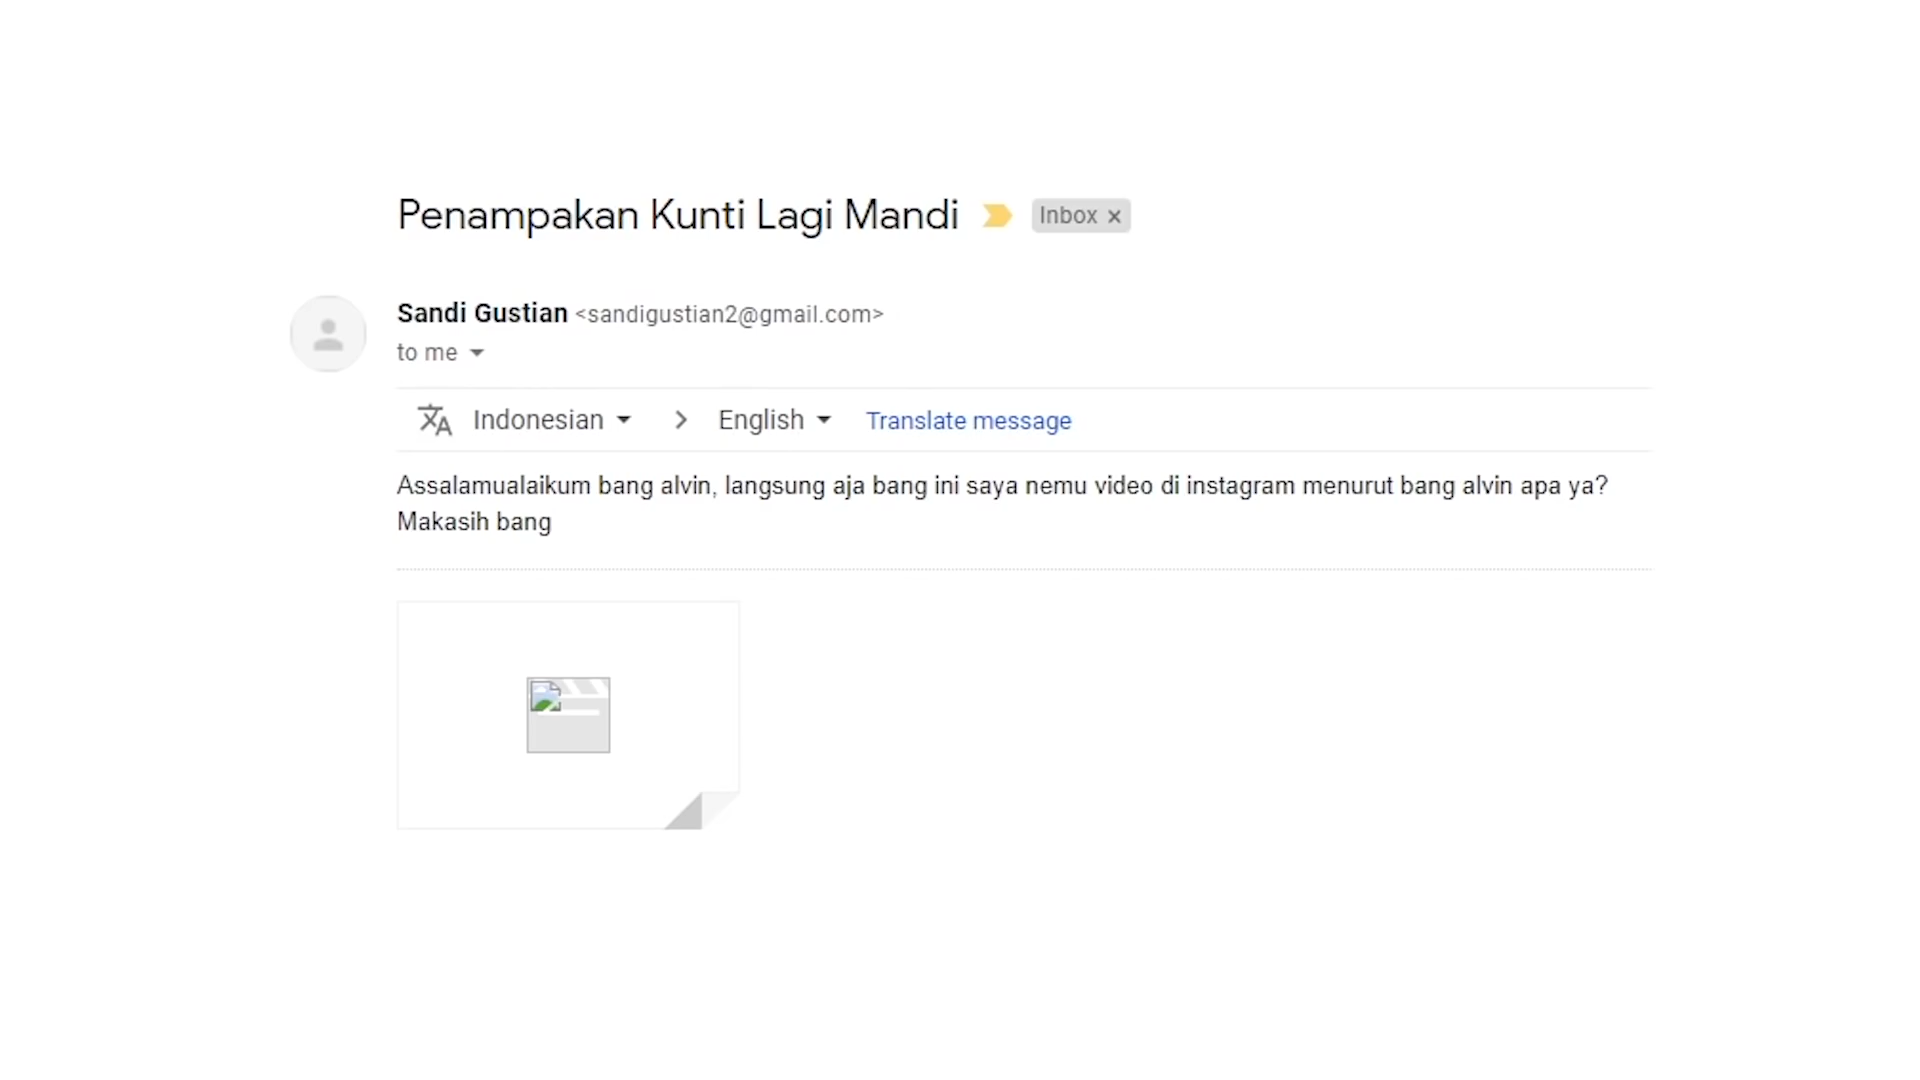 Penampakan Kunti Lagi Mandi Inbox ×
Sandi Gustian <sandigustian2@gmail.com>
to me
Indonesian > English Translate message
Assalamualaikum bang alvin, langsung aja bang ini saya nemu video di instagram menurut bang alvin apa ya?
Makasih bang